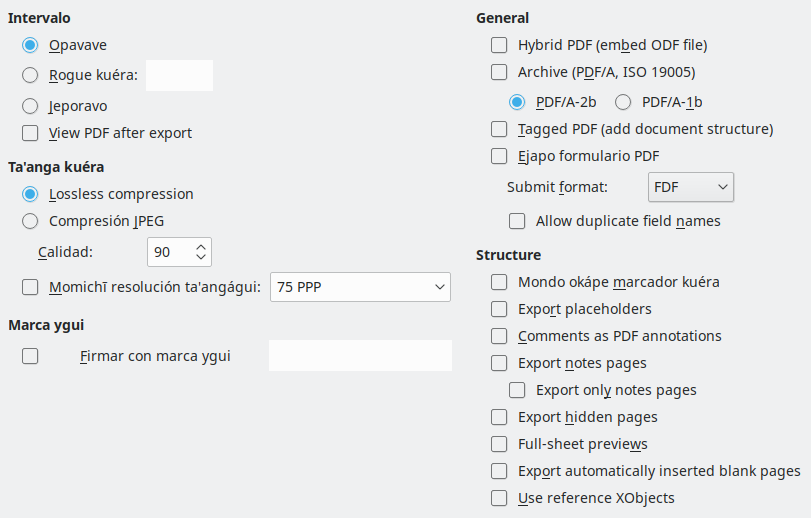 Intervalo
Opavave
Rogue kuéra:
Jeporavo
View PDF after export
Ta'anga kuéra
Lossless compression
Compresión JPEG
Calidad: 90
Momichĩ resolución ta'angágui: 75 PPP
Marca ygui
Firmar con marca ygui
General
Hybrid PDF (embed ODF file)
Archive (PDF/A, ISO 19005)
PDF/A-2b PDF/A-1b
Tagged PDF (add document structure)
Ejapo formulario PDF
Submit format: FDF
Allow duplicate field names
Structure
Mondo okápe marcador kuéra
Export placeholders
Comments as PDF annotations
Export notes pages
Export only notes pages
Export hidden pages
Full-sheet previews
Export automatically inserted blank pages
Use reference XObjects